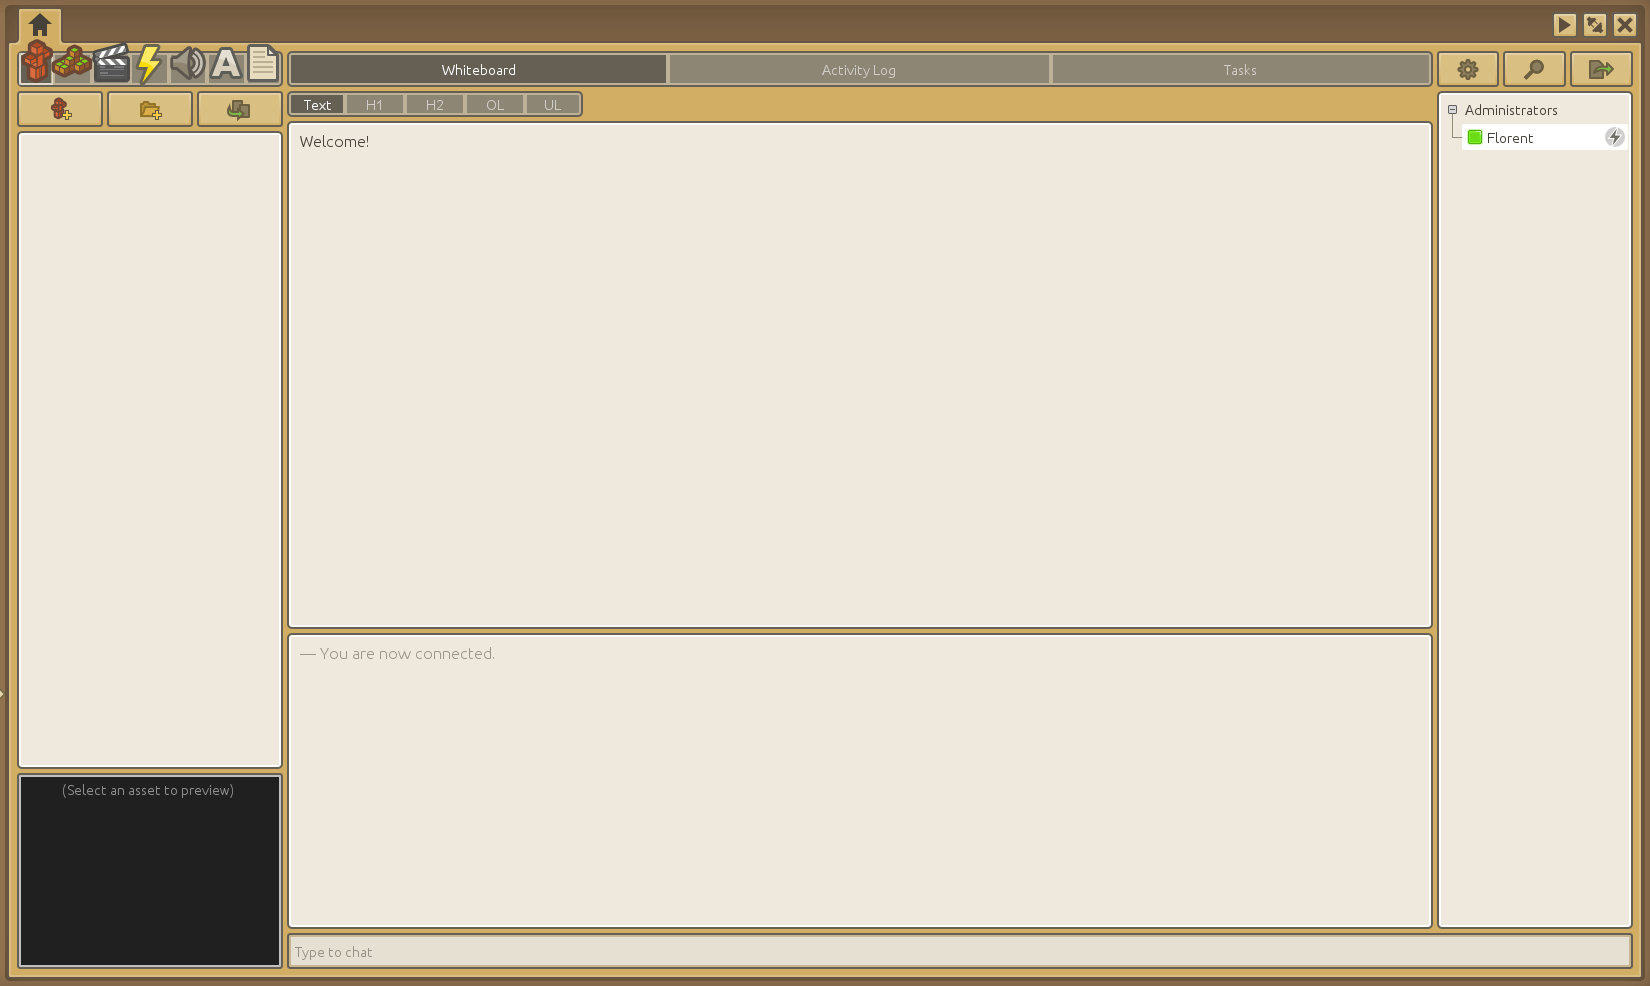 Whiteboard
Activity Log
Tasks
Text
H1
H2
OL
UL
Welcome!
Administrators
Florent
— You are now connected.
(Select an asset to preview)
Type to chat